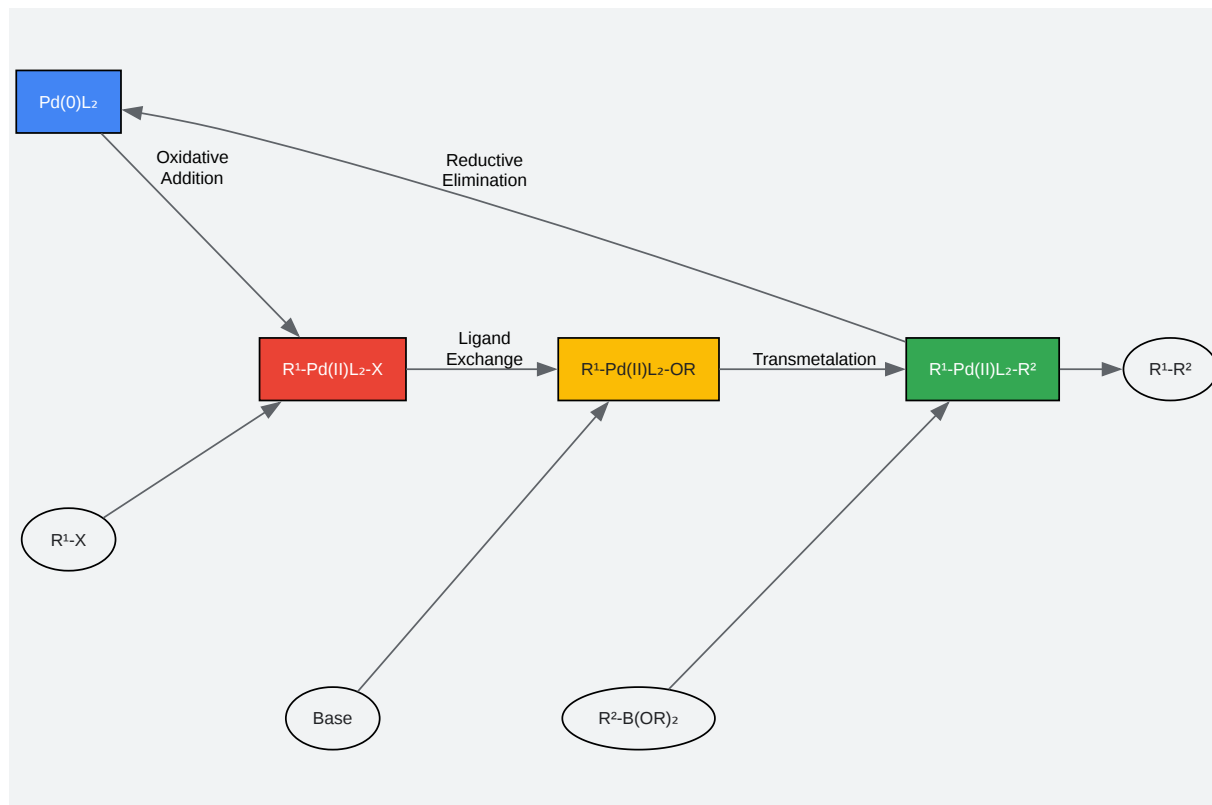 Pd(0)L₂
Oxidative
Addition
Reductive
Elimination
R¹-Pd(II)L₂-X
Ligand
Exchange
R¹-Pd(II)L₂-OR
Transmetalation
R¹-Pd(II)L₂-R²
R¹-R²
R¹-X
Base
R²-B(OR)₂